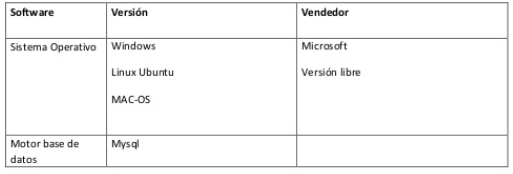 Software Versión Vendedor
Sistema Operativo Windows Microsoft
Linux Ubuntu Versión libre
MAC-OS
Motor base de Mysql
datos